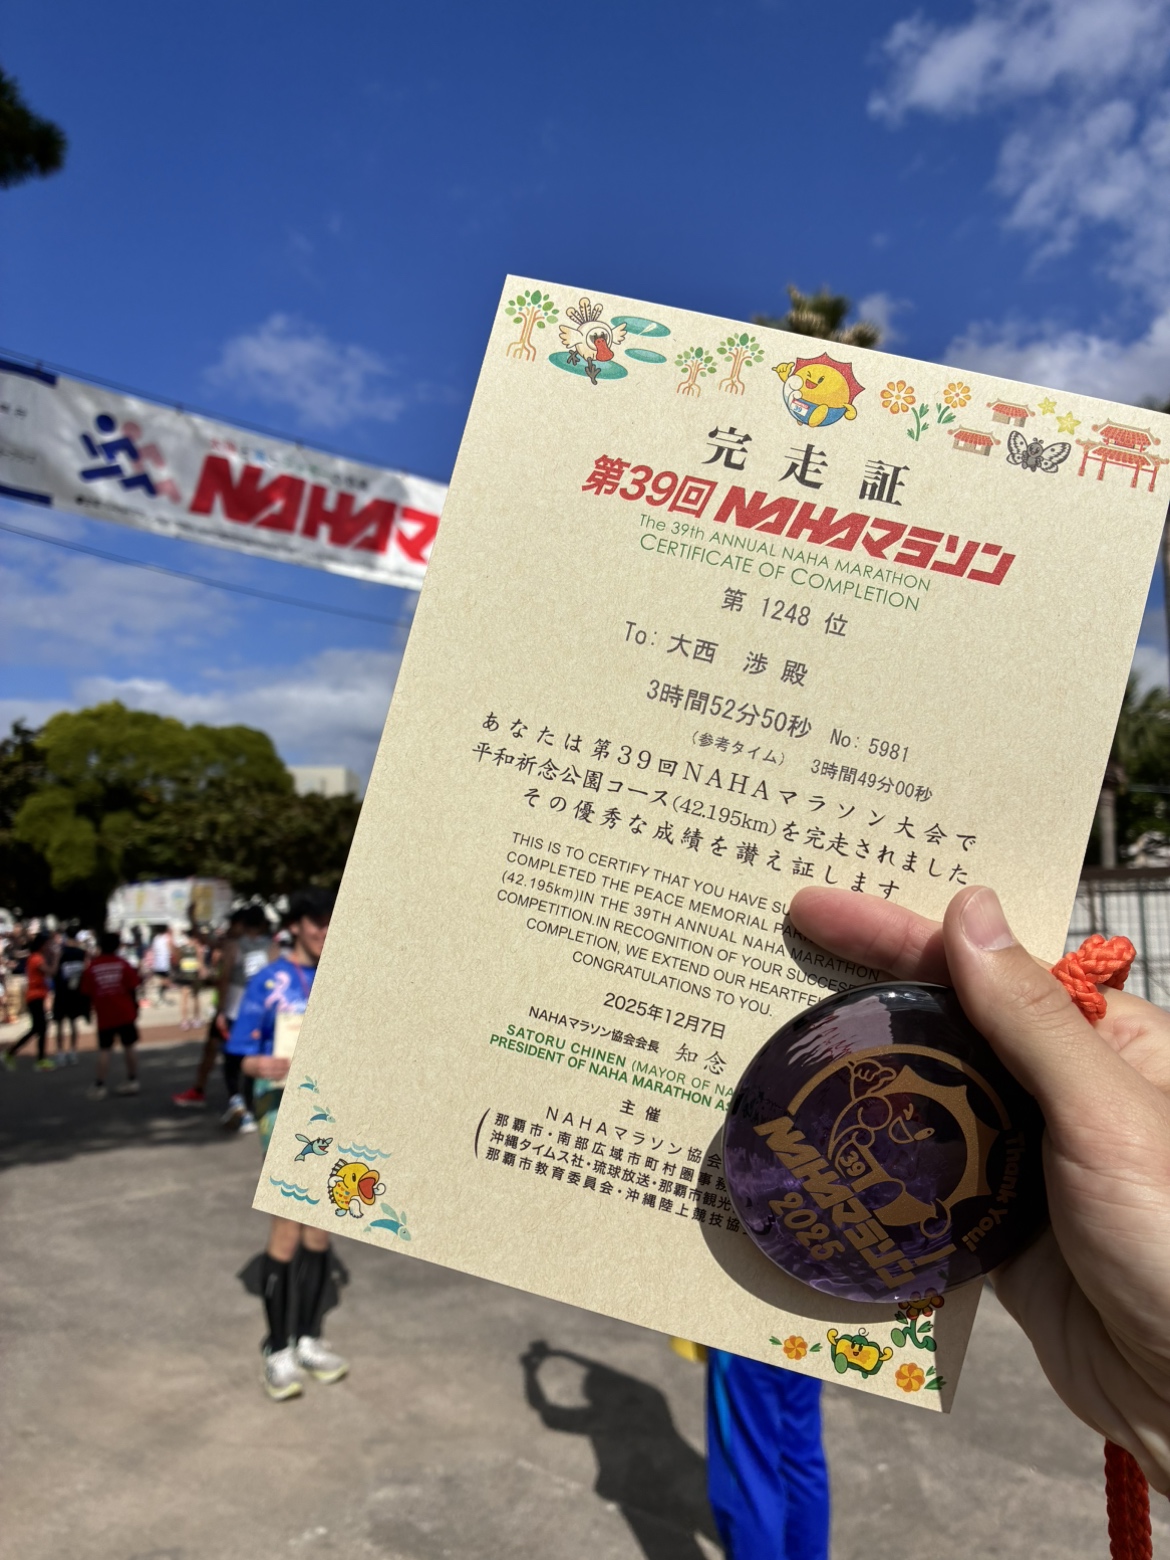 NAHAマ
完走証
第39回 NAHAマラソン
The 39th ANNUAL NAHA MARATHON
CERTIFICATE OF COMPLETION
第 1248 位
To: 大西 渉 殿
3時間52分50秒 No: 5981
(参考タイム) 3時間49分00秒
あなたは第39回NAHAマラソン大会で
平和祈念公園コース(42.195km)を完走されました
その優秀な成績を讃え証します
THIS IS TO CERTIFY THAT YOU HAVE SU
COMPLETED THE PEACE MEMORIAL PAR
(42.195km)IN THE 39TH ANNUAL NAHA MARATHON
COMPETITION.IN RECOGNITION OF YOUR SUCCESS
COMPLETION, WE EXTEND OUR HEARTFEL
CONGRATULATIONS TO YOU.
2025年12月7日
NAHAマラソン協会会長 知念
SATORU CHINEN (MAYOR OF NA
PRESIDENT OF NAHA MARATHON AS
主催
NAHAマラソン協会
那覇市・南部広域市町村圏事務
沖縄タイムス社・琉球放送・那覇市観光
那覇市教育委員会・沖縄陸上競技協
39
NAHAマラソン
2025
Thank You!